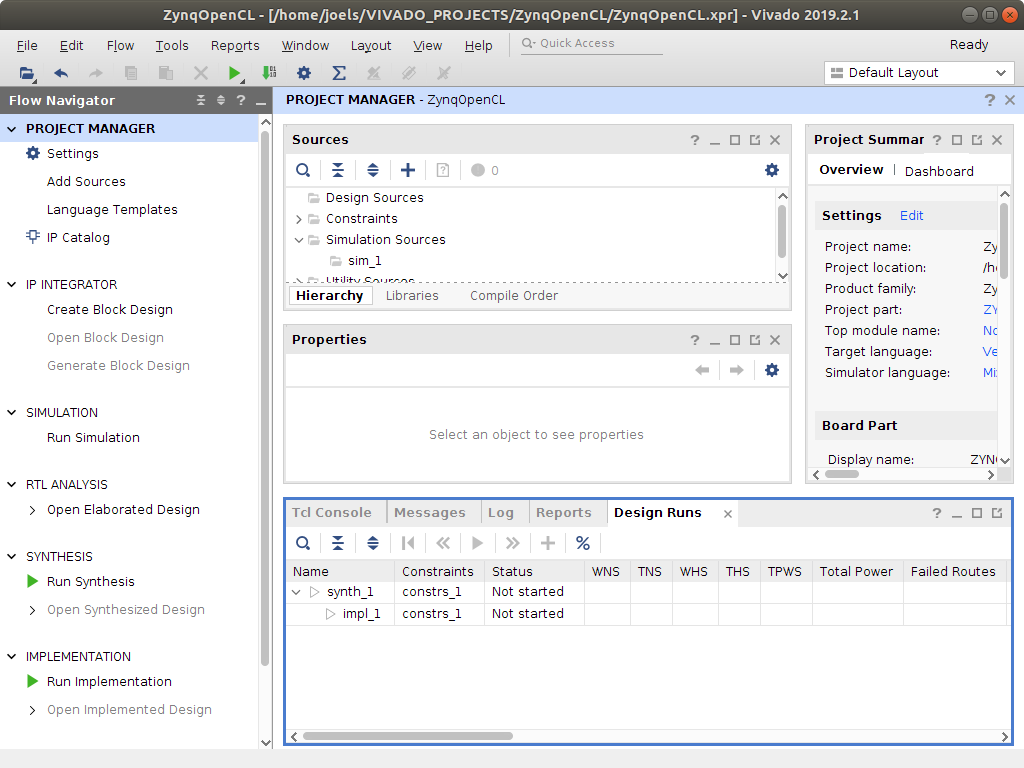 ZynqOpenCL - [/home/joels/VIVADO_PROJECTS/ZynqOpenCL/ZynqOpenCL.xpr] - Vivado 2019.2.1
File Edit Flow Tools Reports Window Layout View Help Quick Access Ready
Default Layout
Flow Navigator
PROJECT MANAGER
Settings
Add Sources
Language Templates
IP Catalog
IP INTEGRATOR
Create Block Design
Open Block Design
Generate Block Design
SIMULATION
Run Simulation
RTL ANALYSIS
Open Elaborated Design
SYNTHESIS
Run Synthesis
Open Synthesized Design
IMPLEMENTATION
Run Implementation
Open Implemented Design
PROJECT MANAGER - ZynqOpenCL
Sources
0
Design Sources
Constraints
Simulation Sources
sim_1
Utility Sources
Hierarchy Libraries Compile Order
Properties
Select an object to see properties
Project Summar
Overview Dashboard
Settings Edit
Project name: Zy
Project location: /h
Product family: Zy
Project part: ZY
Top module name: No
Target language: Ve
Simulator language: Mi
Board Part
Display name: ZYN
Tcl Console Messages Log Reports Design Runs
Name Constraints Status WNS TNS WHS THS TPWS Total Power Failed Routes
synth_1 constrs_1 Not started
impl_1 constrs_1 Not started